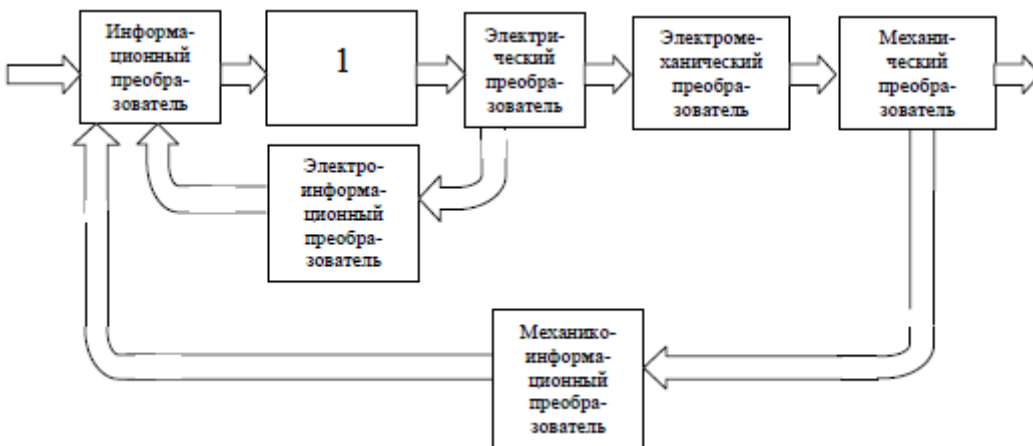 Информа-
ционный
преобра-
зователь
1
Электри-
ческий
преобра-
зователь
Электроме-
ханический
преобра-
зователь
Механи-
ческий
преобра-
зователь
Электро-
информа-
ционный
преобра-
зователь
Механико-
информа-
ционный
преобра-
зователь